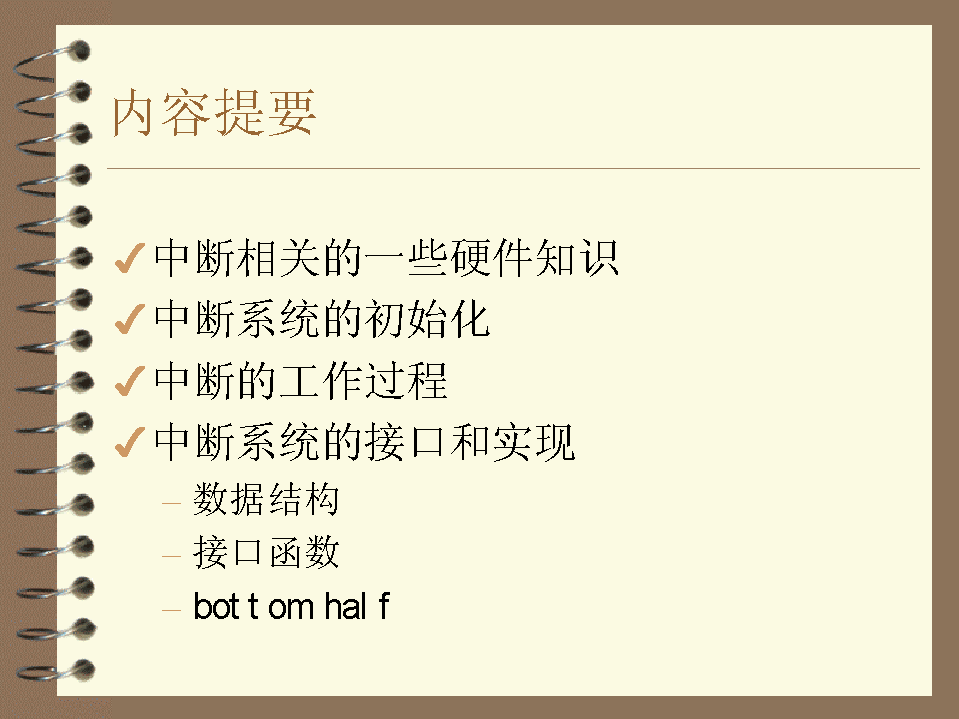 内容提要
中断相关的一些硬件知识
中断系统的初始化
中断的工作过程
中断系统的接口和实现
– 数据结构
– 接口函数
– bottom half